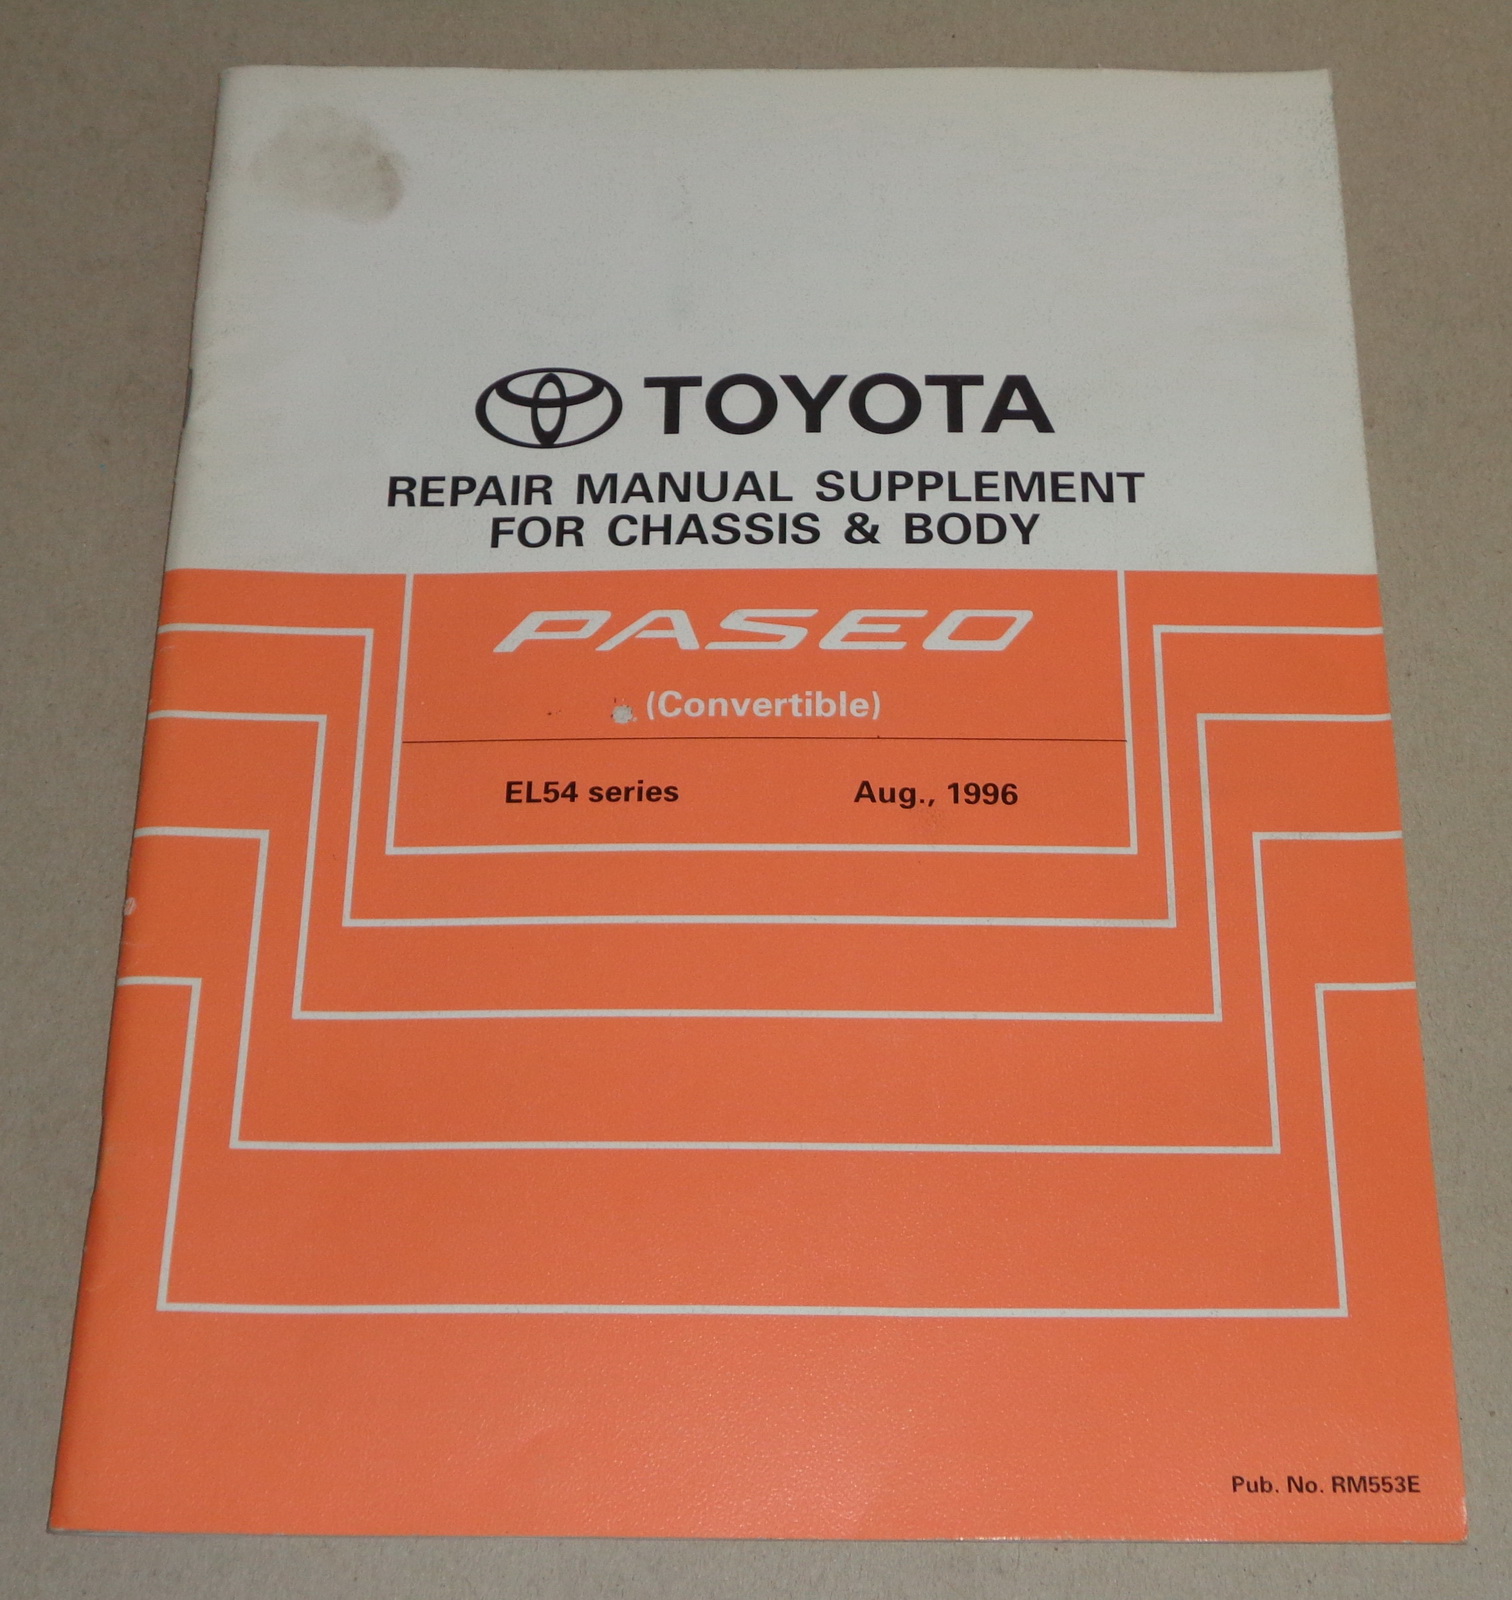 TOYOTA
REPAIR MANUAL SUPPLEMENT
FOR CHASSIS & BODY
PASEO
(Convertible)
EL54 series Aug., 1996
Pub. No. RM553E